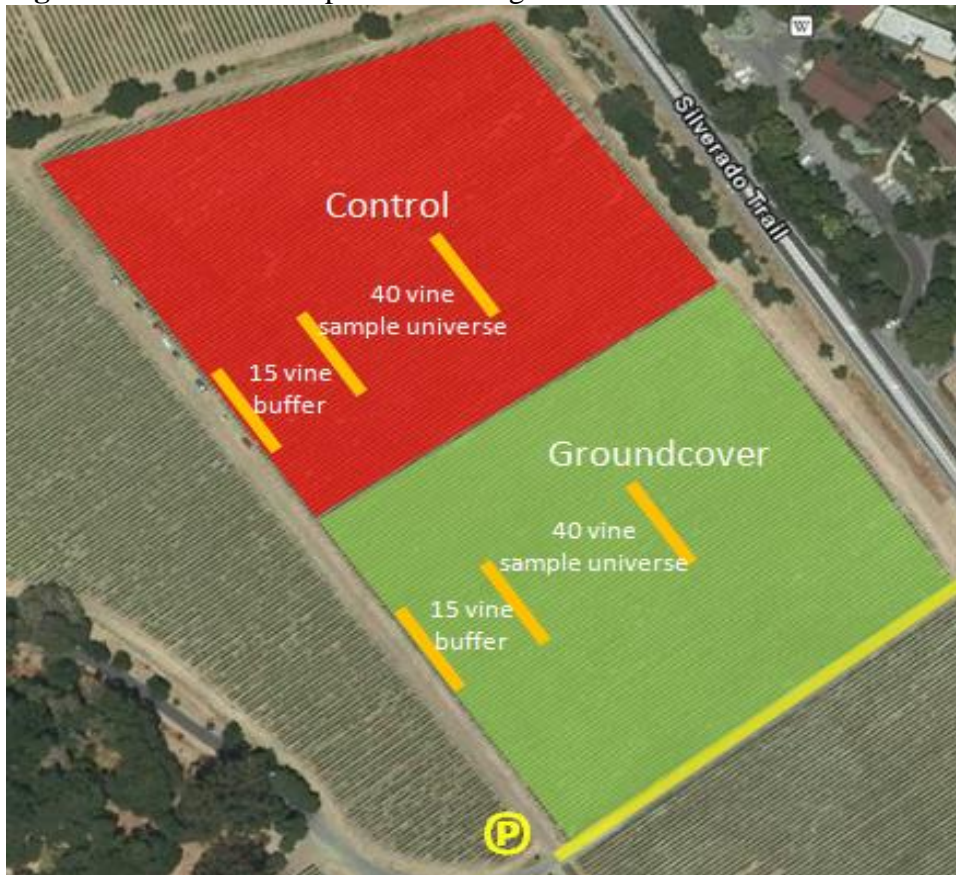 W
Silverado Trail
Control
40 vine
sample universe
15 vine
buffer
Groundcover
40 vine
sample universe
15 vine
buffer
P